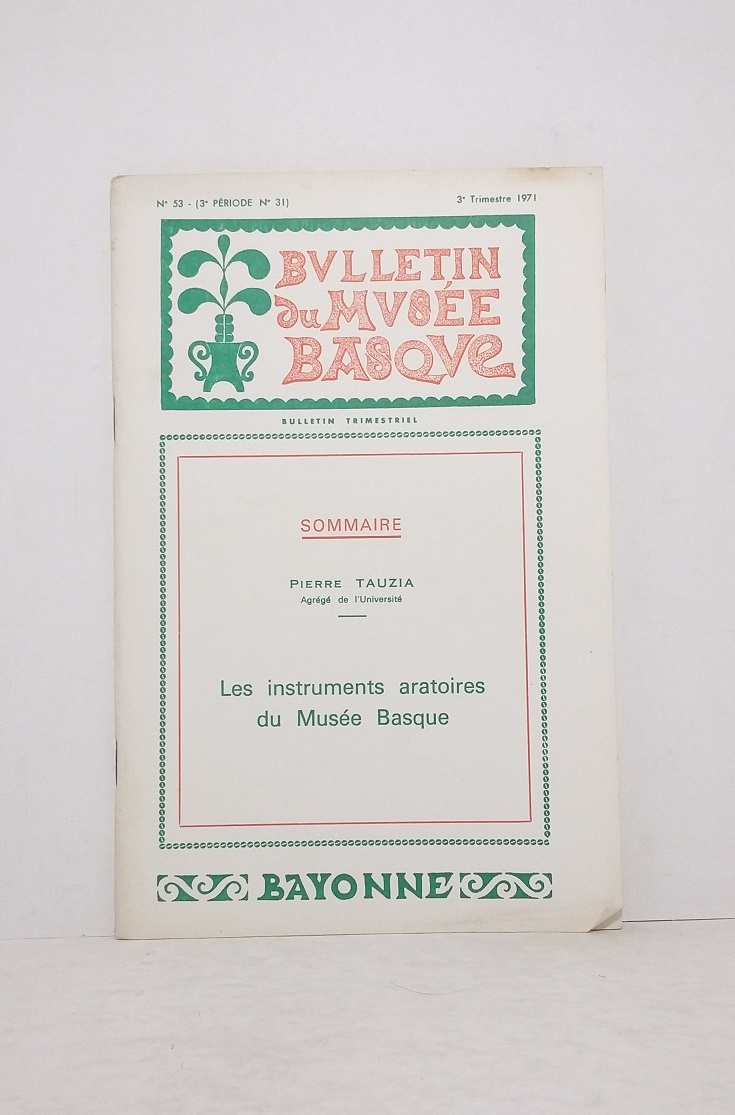 N° 53 - (3e PÉRIODE N° 31)
3e Trimestre 1971
BVLLETIN
du MVSÉE
BASQVE
BULLETIN TRIMESTRIEL
SOMMAIRE
PIERRE TAUZIA
Agrégé de l'Université
Les instruments aratoires
du Musée Basque
BAYONNE